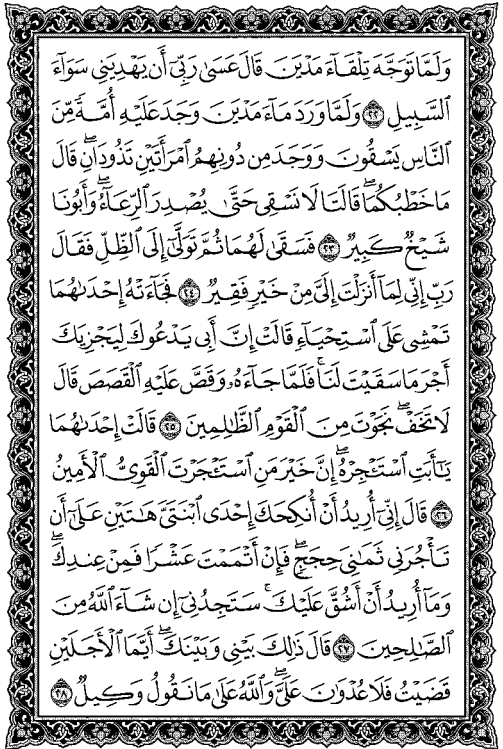 وَلَمَّا تَوَجَّهَ تِلْقَآءَ مَدْيَنَ قَالَ عَسَىٰ رَبِّىٓ أَن يَهْدِيَنِى سَوَآءَ
ٱلسَّبِيلِ ٢٢ وَلَمَّا وَرَدَ مَآءَ مَدْيَنَ وَجَدَ عَلَيْهِ أُمَّةً مِّنَ
ٱلنَّاسِ يَسْقُونَ وَوَجَدَ مِن دُونِهِمُ ٱمْرَأَتَيْنِ تَذُودَانِ ۖ قَالَ
مَا خَطْبُكُمَا ۖ قَالَتَا لَا نَسْقِى حَتَّىٰ يُصْدِرَ ٱلرِّعَآءُ ۖ وَأَبُونَا
شَيْخٌ كَبِيرٌ ٢٣ فَسَقَىٰ لَهُمَا ثُمَّ تَوَلَّىٰٓ إِلَى ٱلظِّلِّ فَقَالَ
رَبِّ إِنِّى لِمَآ أَنزَلْتَ إِلَىَّ مِنْ خَيْرٍ فَقِيرٌ ٢٤ فَجَآءَتْهُ إِحْدَىٰهُمَا
تَمْشِى عَلَى ٱسْتِحْيَآءٍ قَالَتْ إِنَّ أَبِى يَدْعُوكَ لِيَجْزِيَكَ
أَجْرَ مَا سَقَيْتَ لَنَا ۚ فَلَمَّا جَآءَهُۥ وَقَصَّ عَلَيْهِ ٱلْقَصَصَ قَالَ
لَا تَخَفْ ۖ نَجَوْتَ مِنَ ٱلْقَوْمِ ٱلظَّٰلِمِينَ ٢٥ قَالَتْ إِحْدَىٰهُمَا
يَٰٓأَبَتِ ٱسْتَـْٔجِرْهُ ۖ إِنَّ خَيْرَ مَنِ ٱسْتَـْٔجَرْتَ ٱلْقَوِىُّ ٱلْأَمِينُ
٢٦ قَالَ إِنِّىٓ أُرِيدُ أَنْ أُنكِحَكَ إِحْدَى ٱبْنَتَىَّ هَٰتَيْنِ عَلَىٰٓ أَن
تَأْجُرَنِى ثَمَٰنِىَ حِجَجٍ ۖ فَإِنْ أَتْمَمْتَ عَشْرًا فَمِنْ عِندِكَ ۖ
وَمَآ أُرِيدُ أَنْ أَشُقَّ عَلَيْكَ ۚ سَتَجِدُنِىٓ إِن شَآءَ ٱللَّهُ مِنَ
ٱلصَّٰلِحِينَ ٢٧ قَالَ ذَٰلِكَ بَيْنِى وَبَيْنَكَ ۖ أَيَّمَا ٱلْأَجَلَيْنِ
قَضَيْتُ فَلَا عُدْوَٰنَ عَلَىَّ ۖ وَٱللَّهُ عَلَىٰ مَا نَقُولُ وَكِيلٌ ٢٨